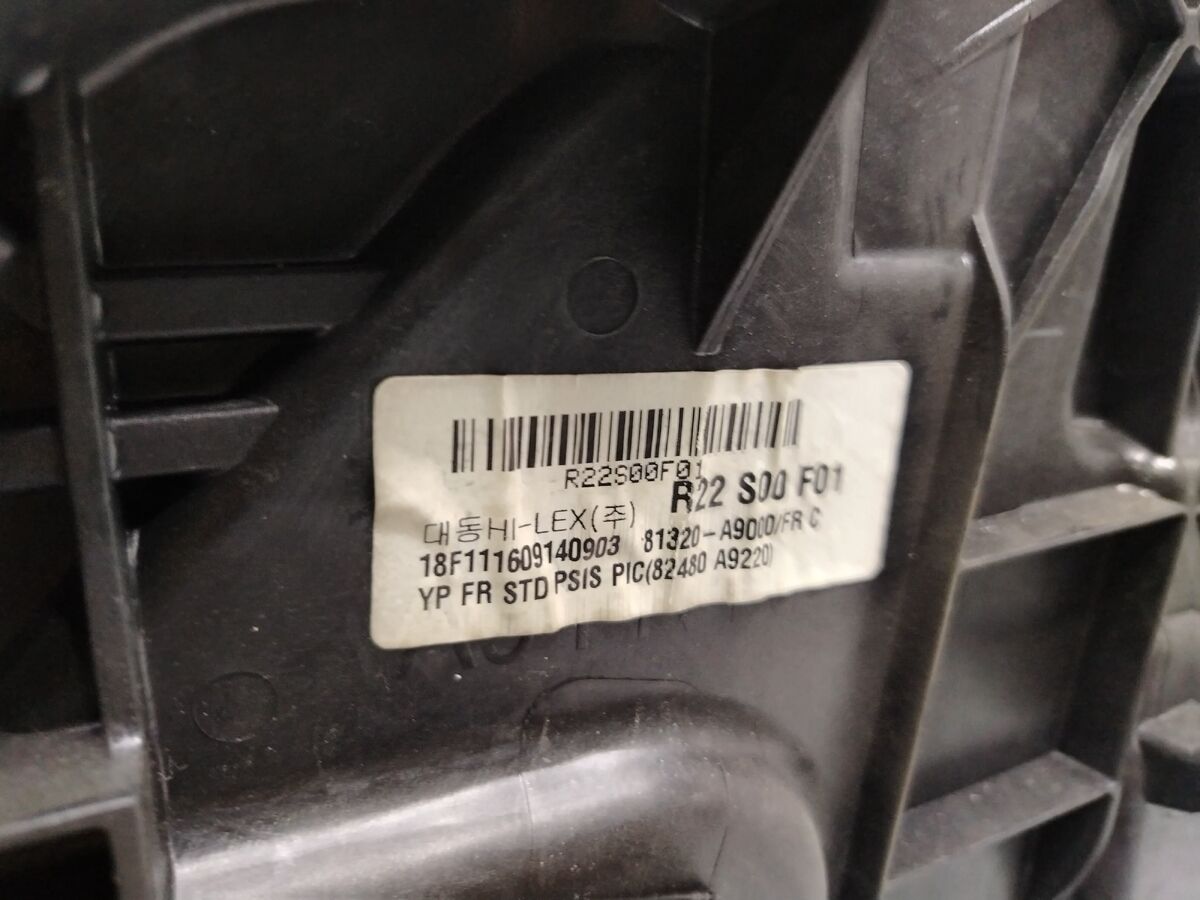 R22S00F01
R22 S00 F01
대동HI-LEX(주)
18F111609140903 81320-A9000/FR C
YP FR STD PSIS PIC(82480 A9220)